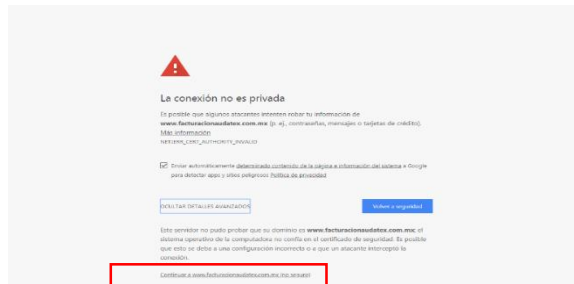 La conexión no es privada
Es posible que algunos atacantes intenten robar tu información de
www.facturacionaudatex.com.mx (p. ej., contraseñas, mensajes o tarjetas de crédito).
Más información
NET::ERR_CERT_AUTHORITY_INVALID
Enviar automáticamente determinado contenido de la página e información del sistema a Google
para detectar apps y sitios peligrosos. Política de privacidad
OCULTAR DETALLES AVANZADOS
Volver a seguridad
Este servidor no pudo probar que su dominio es www.facturacionaudatex.com.mx; el
sistema operativo de la computadora no confía en el certificado de seguridad. Es posible
que esto se deba a una configuración incorrecta o a que un atacante interceptó la
conexión.
Continuar a www.facturacionaudatex.com.mx (no seguro)